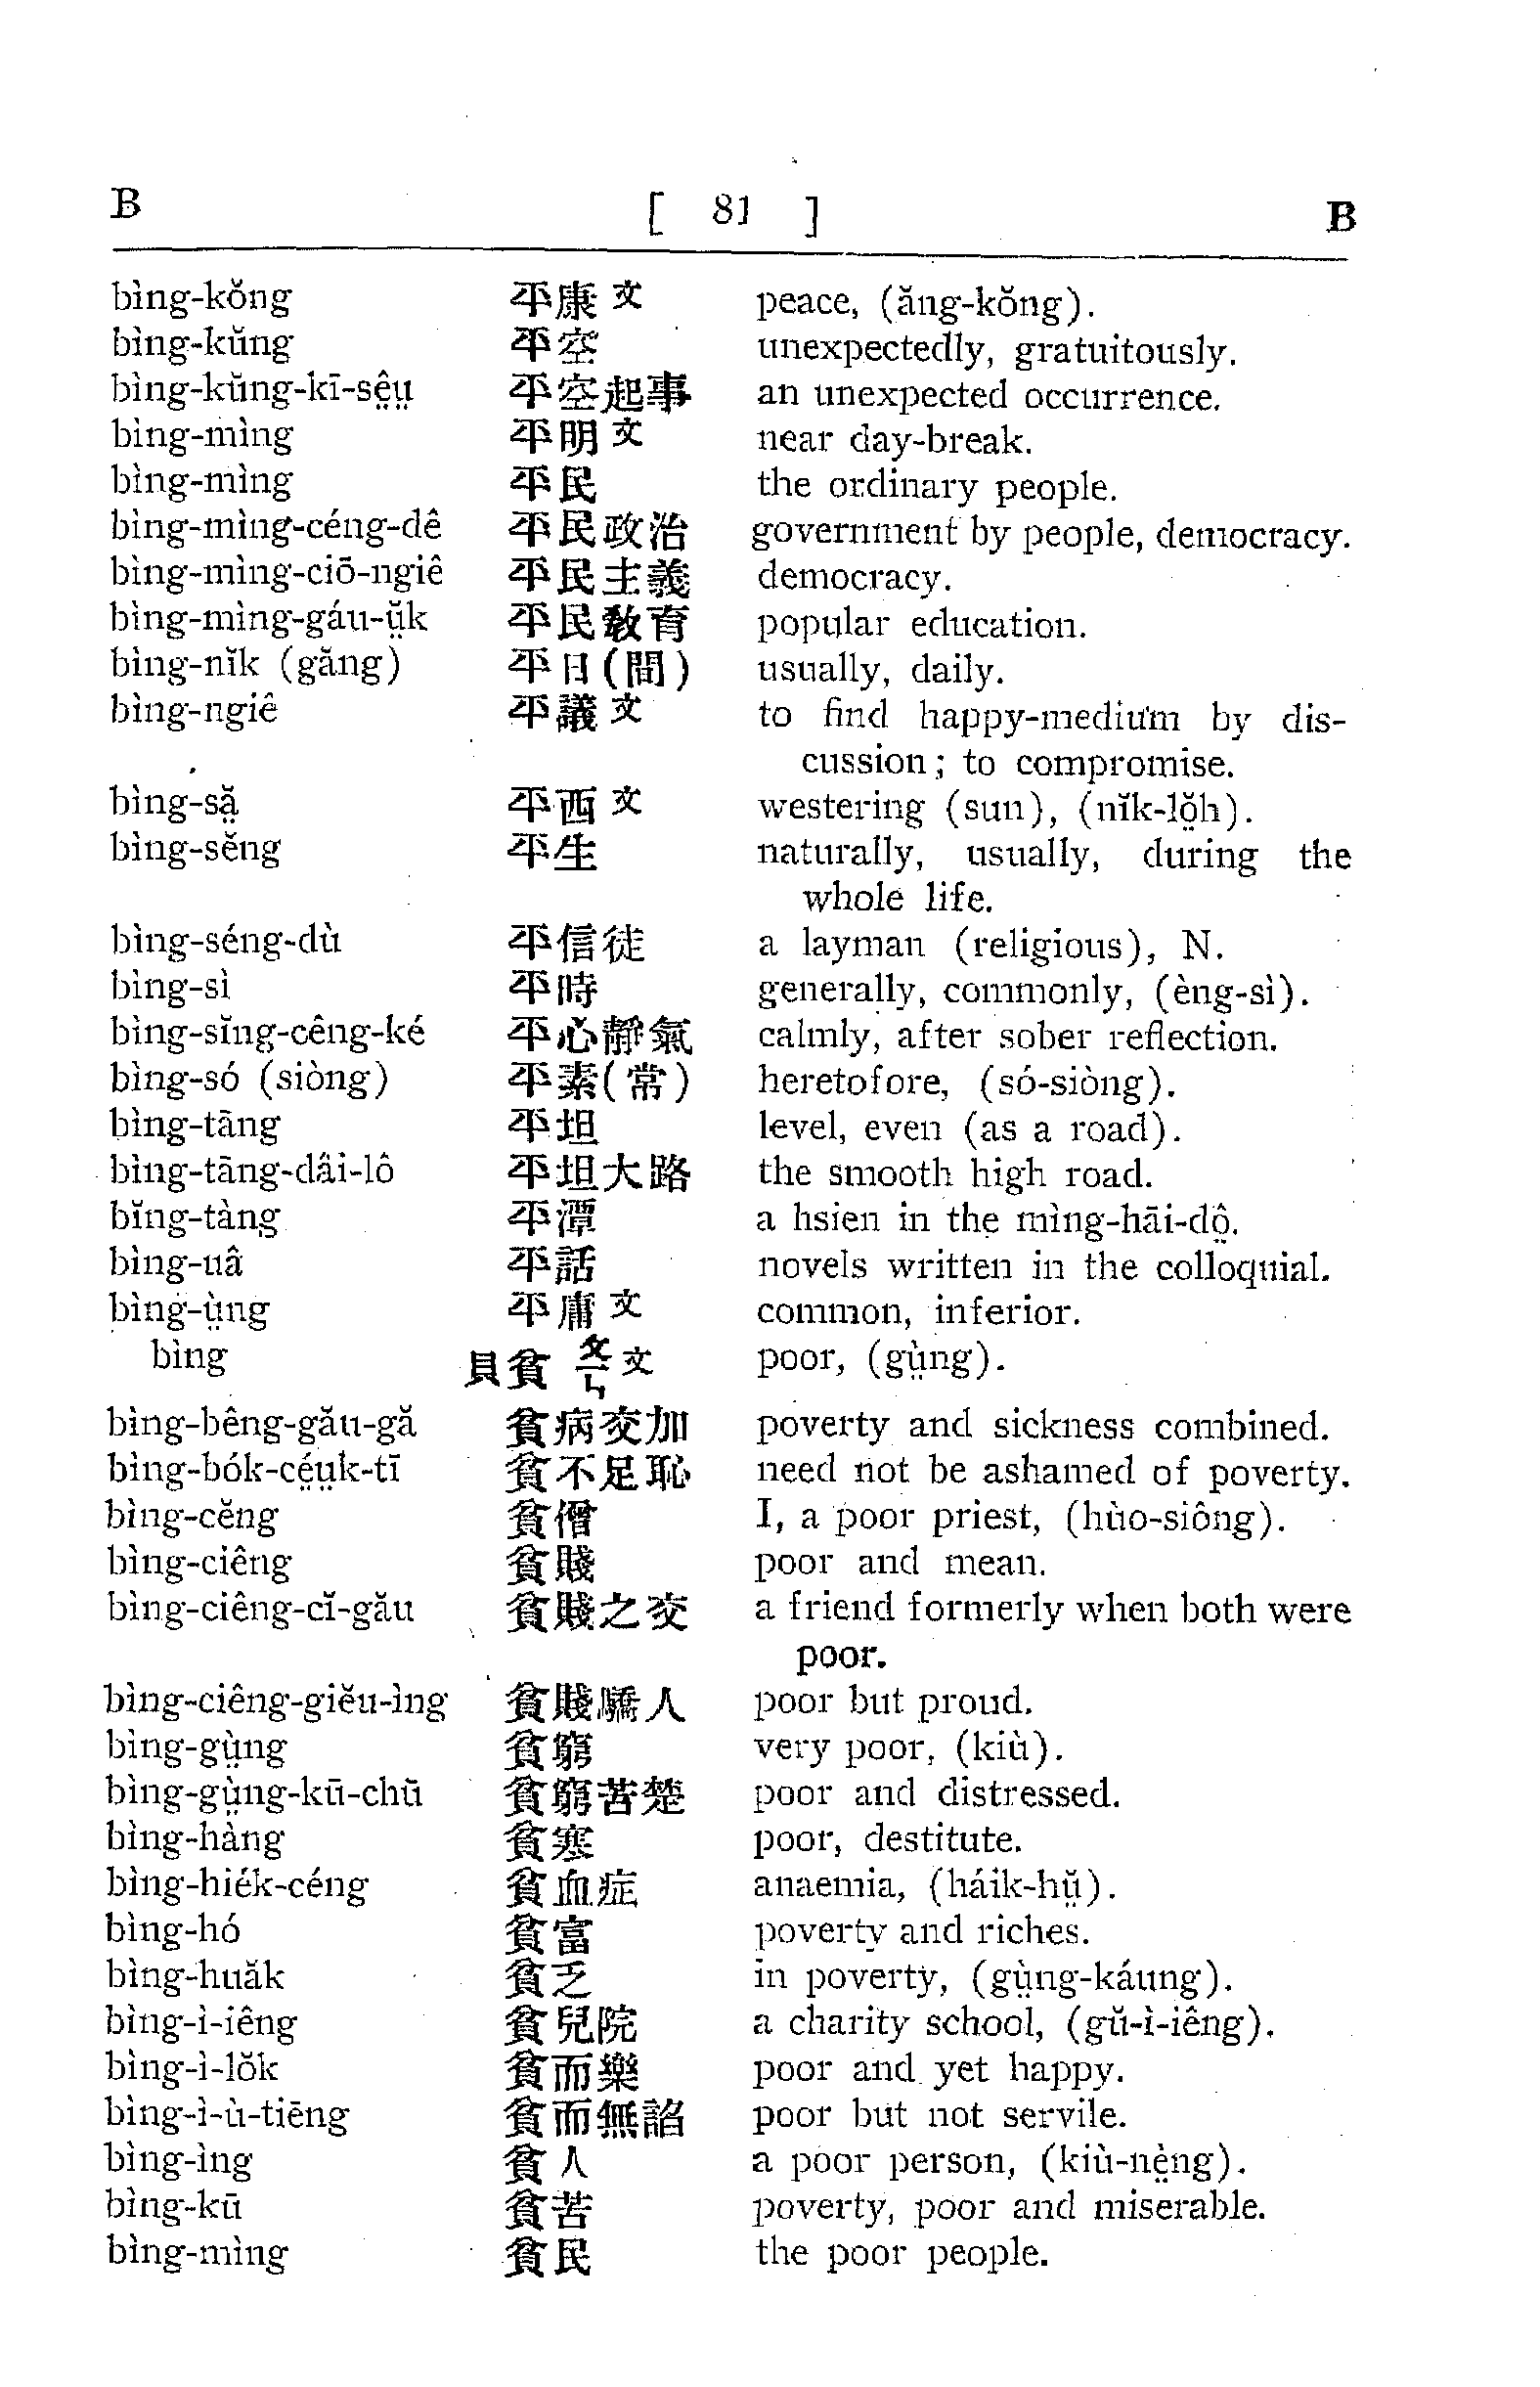 B [ 81 ] B
bìng-kŏng 平康文 peace, (ăng-kŏng).
bìng-kŭng 平空 unexpectedly, gratuitously.
bìng-kŭng-kī-sê̤ṳ 平空起事 an unexpected occurrence.
bìng-mìng 平明文 near day-break.
bìng-mìng 平民 the ordinary people.
bìng-mìng-céng-dê 平民政治 government by people, democracy.
bìng-mìng-ciō-ngiê 平民主義 democracy.
bìng-mìng-gáu-ṳ̆k 平民敎育 popular education.
bìng-nĭk (găng) 平日(間) usually, daily.
bìng-ngiê 平議文 to find happy-medium by dis-
cussion; to compromise.
bìng-să̤ 平西文 westering (sun), (nĭk-lŏ̤h).
bìng-sĕng 平生 naturally, usually, during the
whole life.
bìng-séng-dù 平信徒 a layman (religious), N.
bìng-sì 平時 generally, commonly, (èng-sì).
bìng-sĭng-cêng-ké 平心靜氣 calmly, after sober reflection.
bìng-só (siòng) 平素(常) heretofore, (só-siòng).
bìng-tāng 平坦 level, even (as a road).
bìng-tāng-dâi-lô 平坦大路 the smooth high road.
bĭng-tàng 平潭 a hsien in the mìng-hāi-dô̤.
bìng-uâ 平話 novels written in the colloquial.
bìng-ṳ̀ng 平庸文 common, inferior.
bìng 貝貧 ㄆㄧㄣ文 poor, (gṳ̀ng).
bìng-bêng-gău-gă 貧病交加 poverty and sickness combined.
bìng-bók-cé̤ṳk-tī 貧不足恥 need not be ashamed of poverty.
bìng-cĕng 貧僧 I, a poor priest, (hùo-siông).
bìng-ciêng 貧賤 poor and mean.
bìng-ciêng-cĭ-gău 貧賤之交 a friend formerly when both were
poor.
bìng-ciêng-giĕu-ìng 貧賤驕人 poor but proud.
bìng-gṳ̀ng 貧窮 very poor, (kiù).
bìng-gṳ̀ng-kū-chū 貧窮苦楚 poor and distressed.
bìng-hàng 貧寒 poor, destitute.
bìng-hiék-céng 貧血症 anaemia, (háik-hṳ̆).
bìng-hó 貧富 poverty and riches.
bìng-huăk 貧乏 in poverty, (gṳ̀ng-káung).
bìng-ì-iêng 貧兒院 a charity school, (gŭ-ì-iêng).
bìng-ì-lŏk 貧而樂 poor and yet happy.
bìng-ì-ù-tiēng 貧而無諂 poor but not servile.
bìng-ìng 貧人 a poor person, (kiù-nè̤ng).
bìng-kū 貧苦 poverty, poor and miserable.
bìng-mìng 貧民 the poor people.